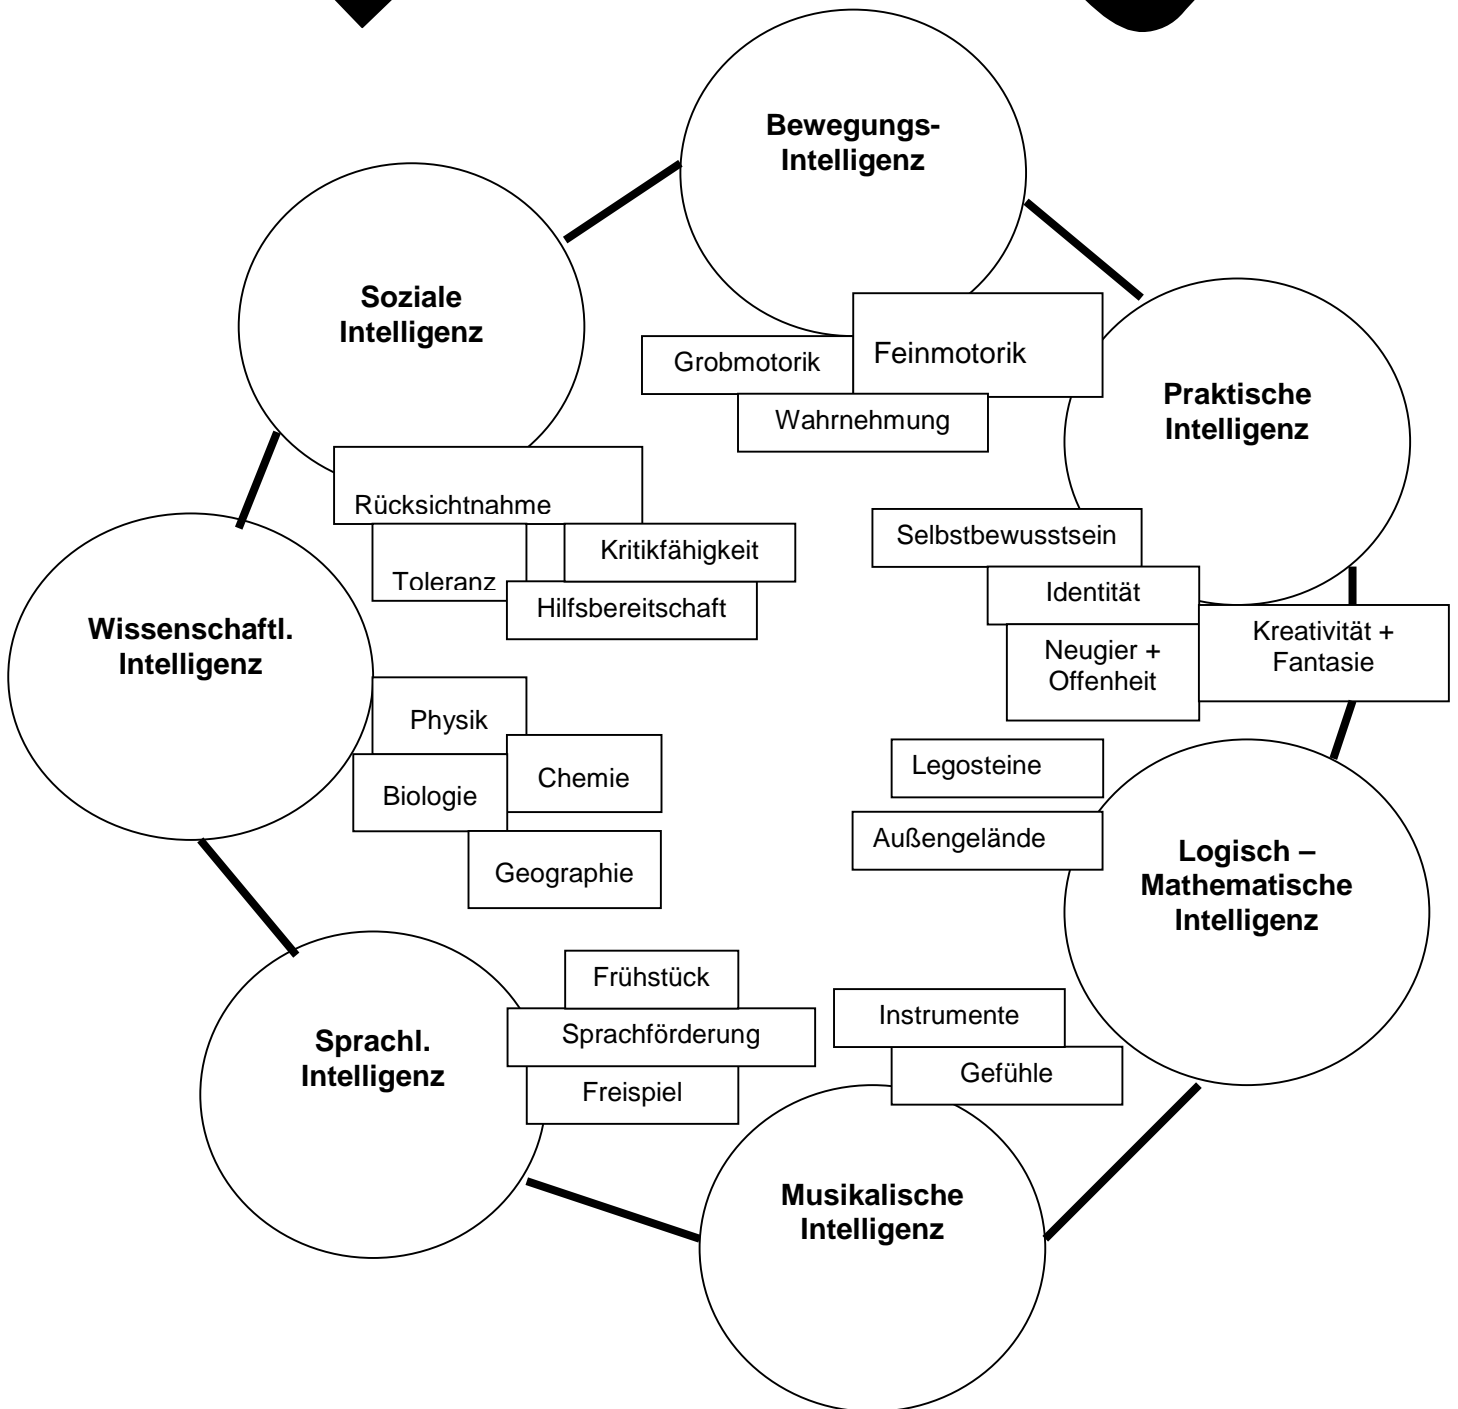 Bewegungs-
Intelligenz
Soziale
Intelligenz
Grobmotorik
Feinmotorik
Wahrnehmung
Praktische
Intelligenz
Rücksichtnahme
Toleranz
Kritikfähigkeit
Hilfsbereitschaft
Selbstbewusstsein
Identität
Neugier +
Offenheit
Kreativität +
Fantasie
Wissenschaftl.
Intelligenz
Physik
Chemie
Biologie
Geographie
Legosteine
Außengelände
Logisch –
Mathematische
Intelligenz
Frühstück
Sprachförderung
Freispiel
Sprachl.
Intelligenz
Instrumente
Gefühle
Musikalische
Intelligenz